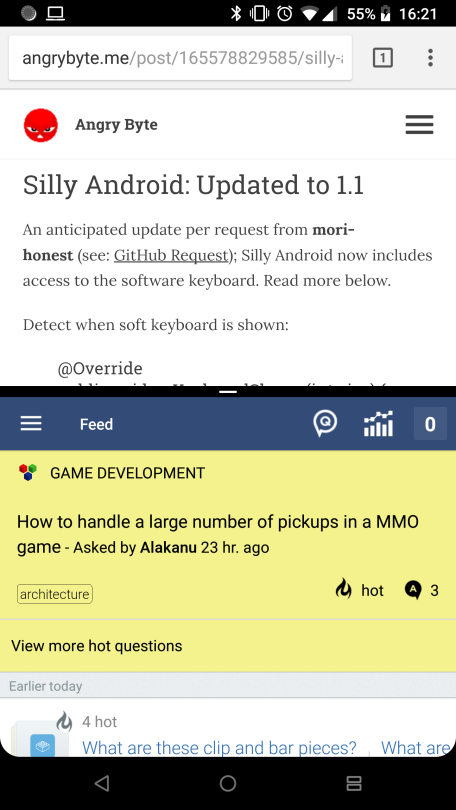 55% 16:21
angrybyte.me/post/165578829585/silly-
1
Angry Byte
Silly Android: Updated to 1.1
An anticipated update per request from mori-
honest (see: GitHub Request); Silly Android now includes
access to the software keyboard. Read more below.
Detect when soft keyboard is shown:
@Override
Feed
Q
0
GAME DEVELOPMENT
How to handle a large number of pickups in a MMO
game - Asked by Alakanu 23 hr. ago
architecture
hot A 3
View more hot questions
Earlier today
4 hot
What are these clip and bar pieces? What are